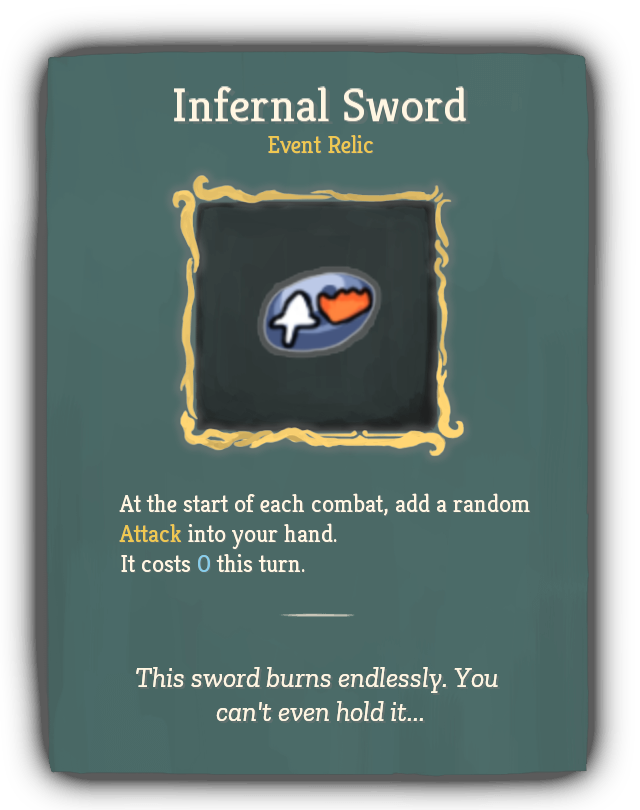 Infernal Sword
Event Relic
At the start of each combat, add a random
Attack into your hand.
It costs 0 this turn.
This sword burns endlessly. You
can't even hold it...